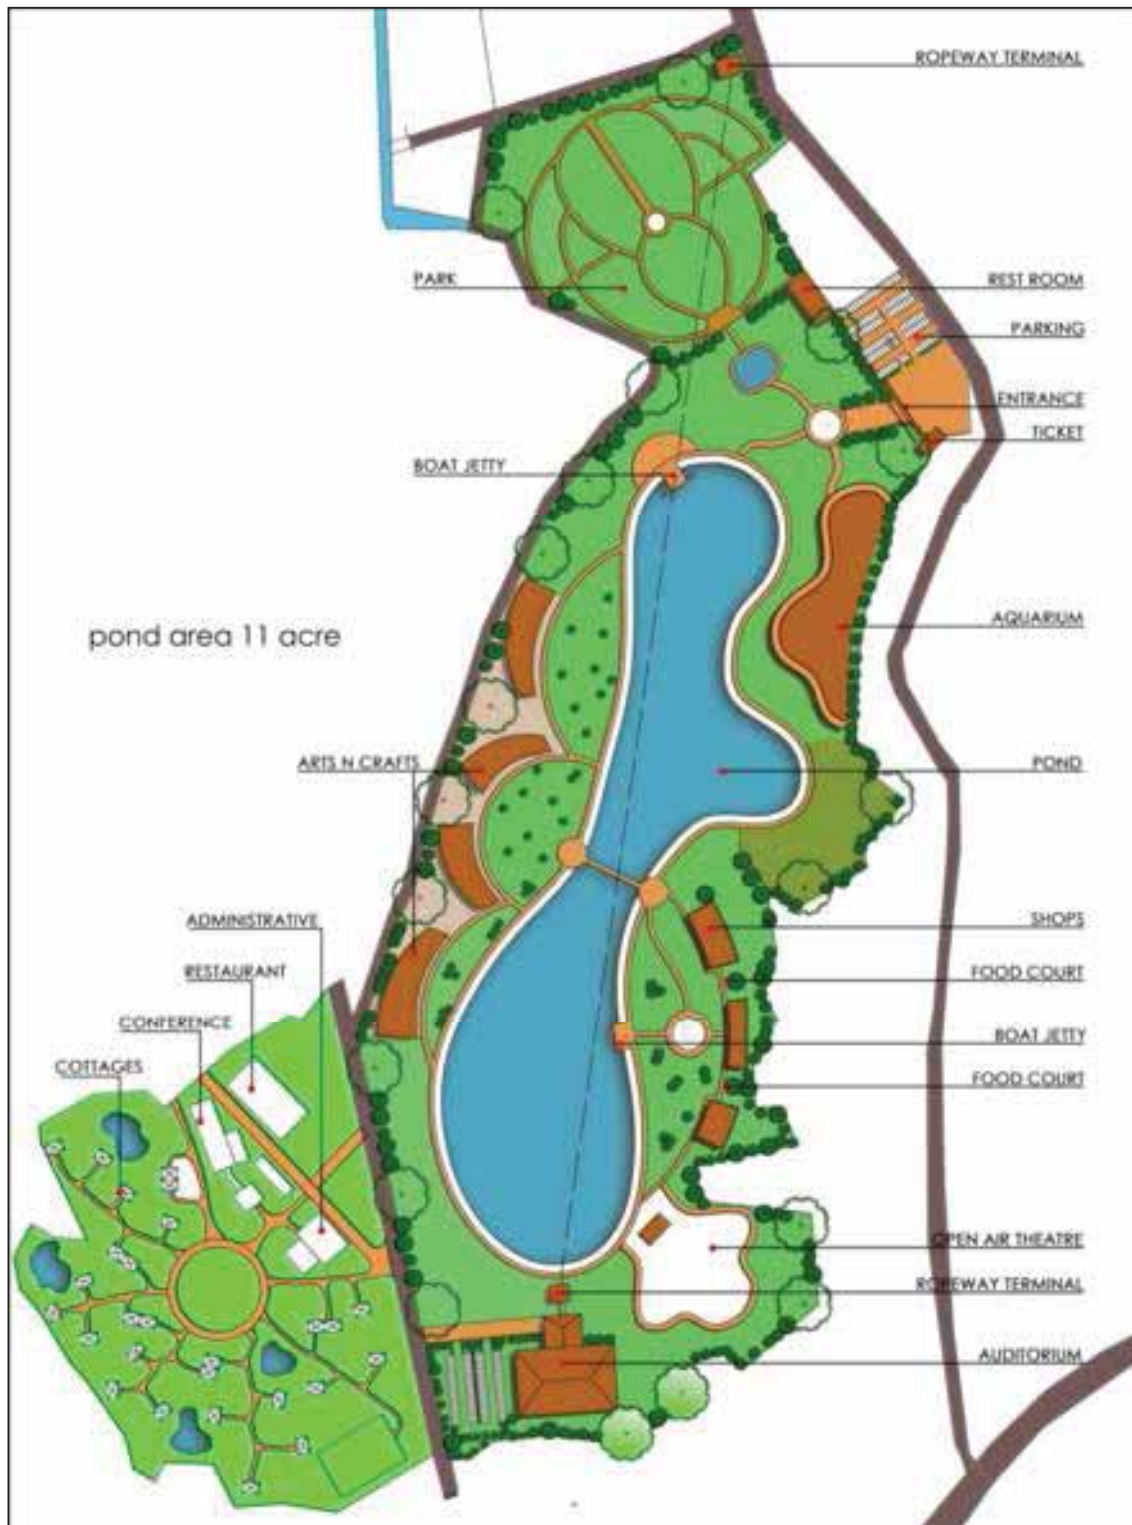 ROPEWAY TERMINAL
PARK
REST ROOM
PARKING
ENTRANCE
TICKET
BOAT JETTY
pond area 11 acre
AQUARIUM
ARTS N CRAFTS
POND
ADMINISTRATIVE
SHOPS
RESTAURANT
FOOD COURT
CONFERENCE
BOAT JETTY
COTTAGES
FOOD COURT
OPEN AIR THEATRE
ROPEWAY TERMINAL
AUDITORIUM